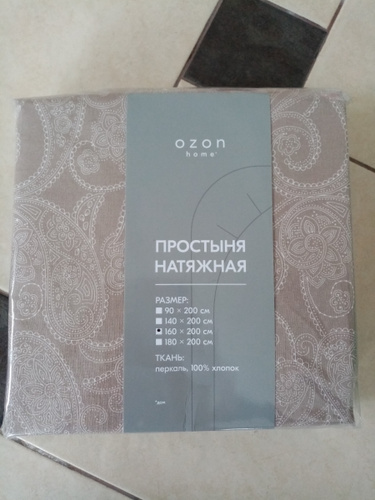 ozon
home®
ПРОСТЫНЯ
НАТЯЖНАЯ
РАЗМЕР:
90 × 200 см
140 × 200 см
160 × 200 см
180 × 200 см
ТКАНЬ:
перкаль, 100% хлопок